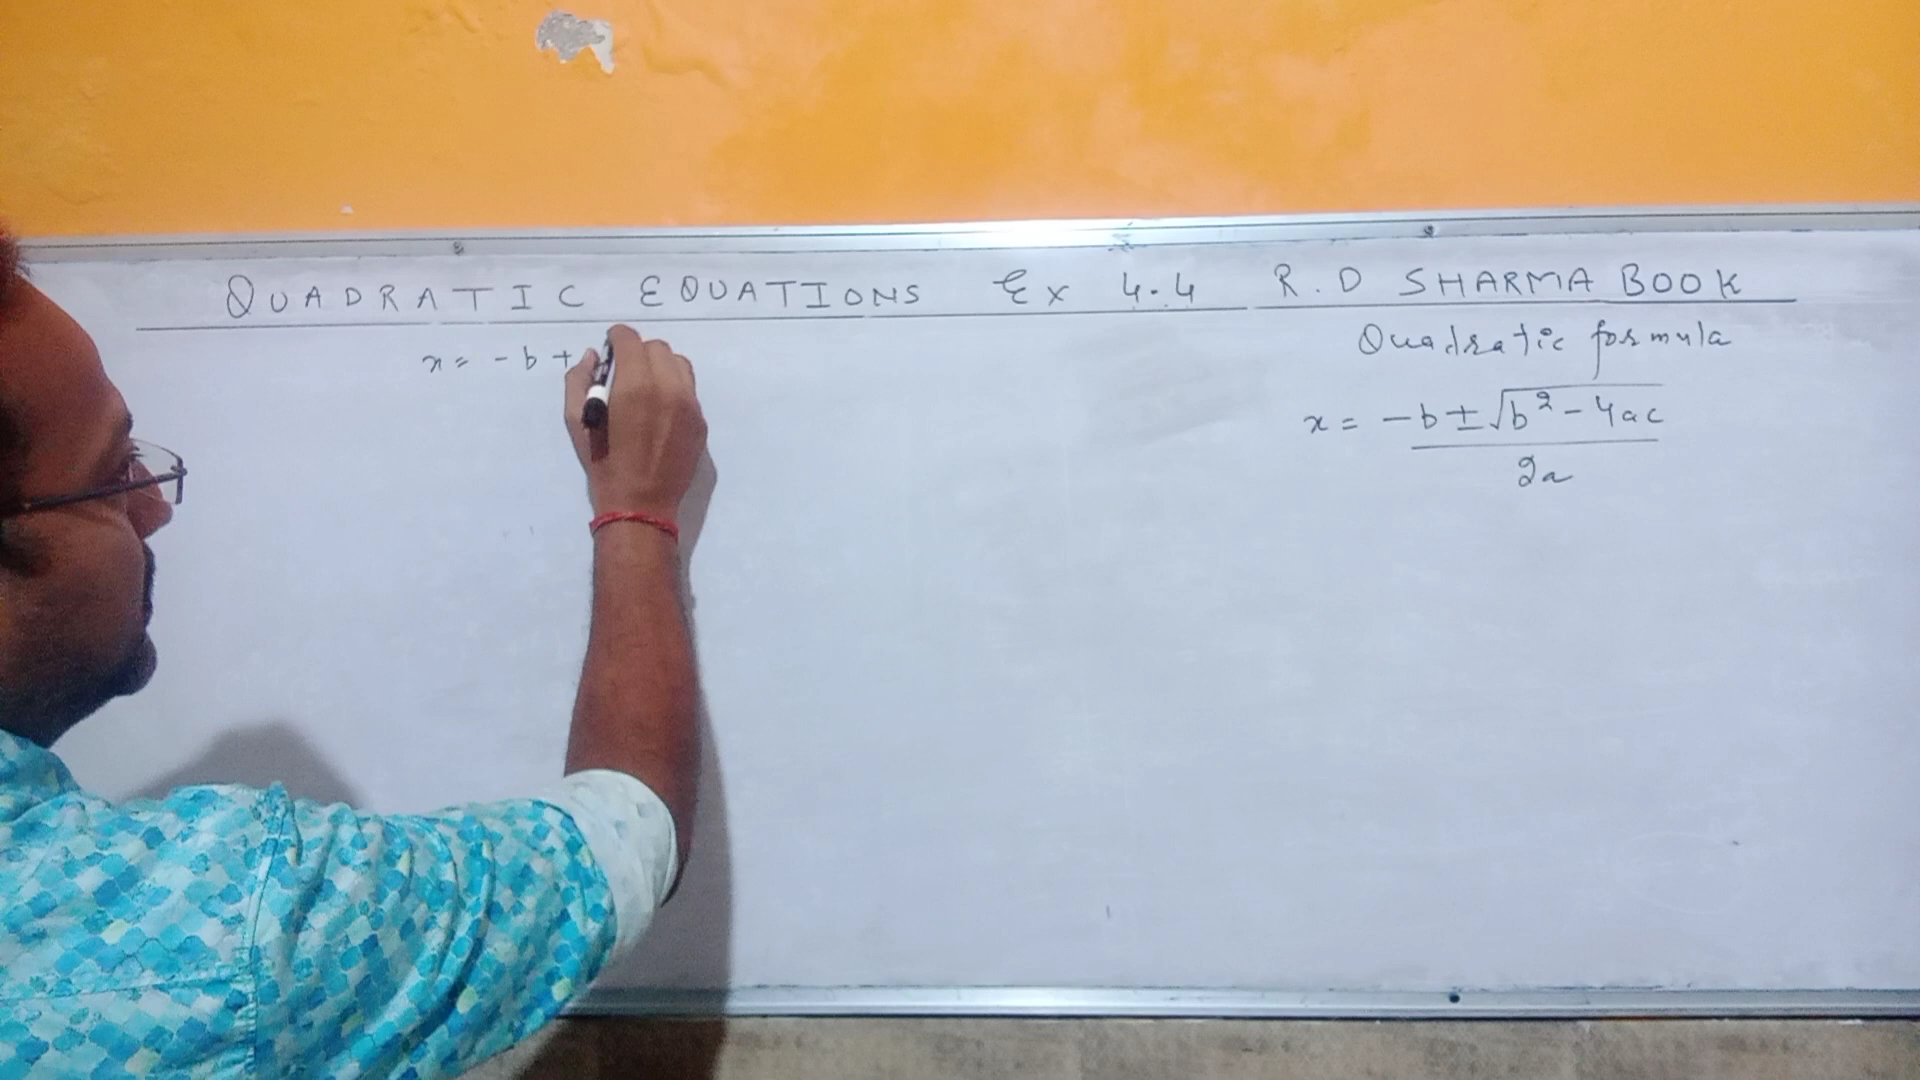 QUADRATIC EQUATIONS Ex 4.4 R.D SHARMA BOOK
x = -b +
Quadratic formula
x = -b ± √b² - 4ac
2a